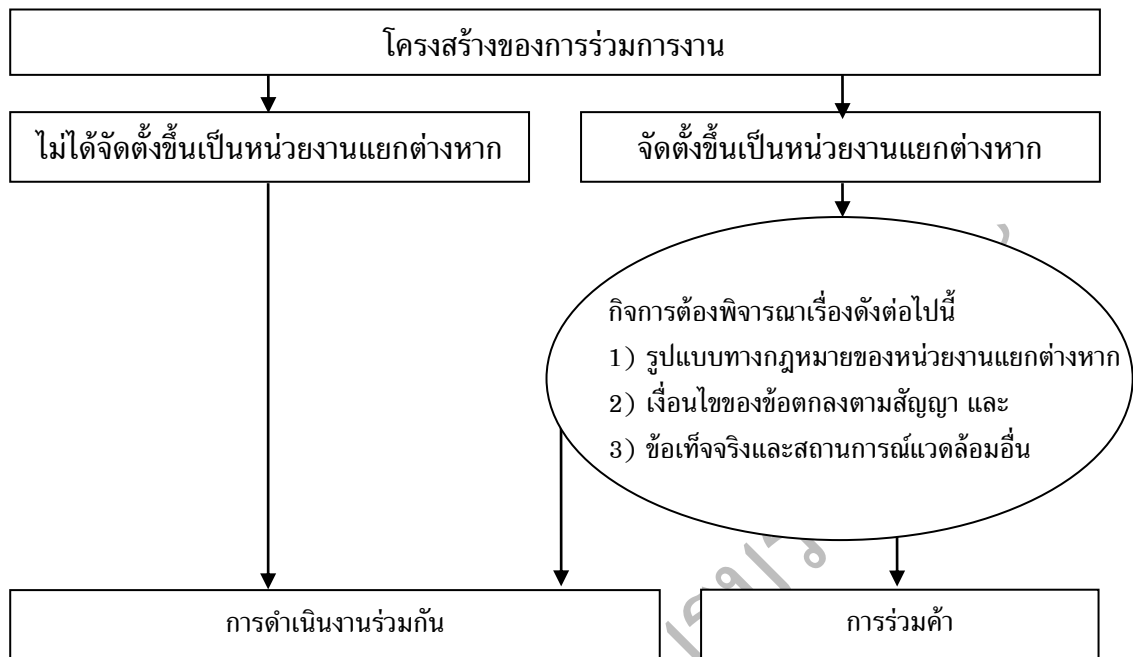 โครงสร้างของการร่วมการงาน
ไม่ได้จัดตั้งขึ้นเป็นหน่วยงานแยกต่างหาก
จัดตั้งขึ้นเป็นหน่วยงานแยกต่างหาก
กิจการต้องพิจารณาเรื่องดังต่อไปนี้
1) รูปแบบทางกฎหมายของหน่วยงานแยกต่างหาก
2) เงื่อนไขของข้อตกลงตามสัญญา และ
3) ข้อเท็จจริงและสถานการณ์แวดล้อมอื่น
การดำเนินงานร่วมกัน
การร่วมค้า